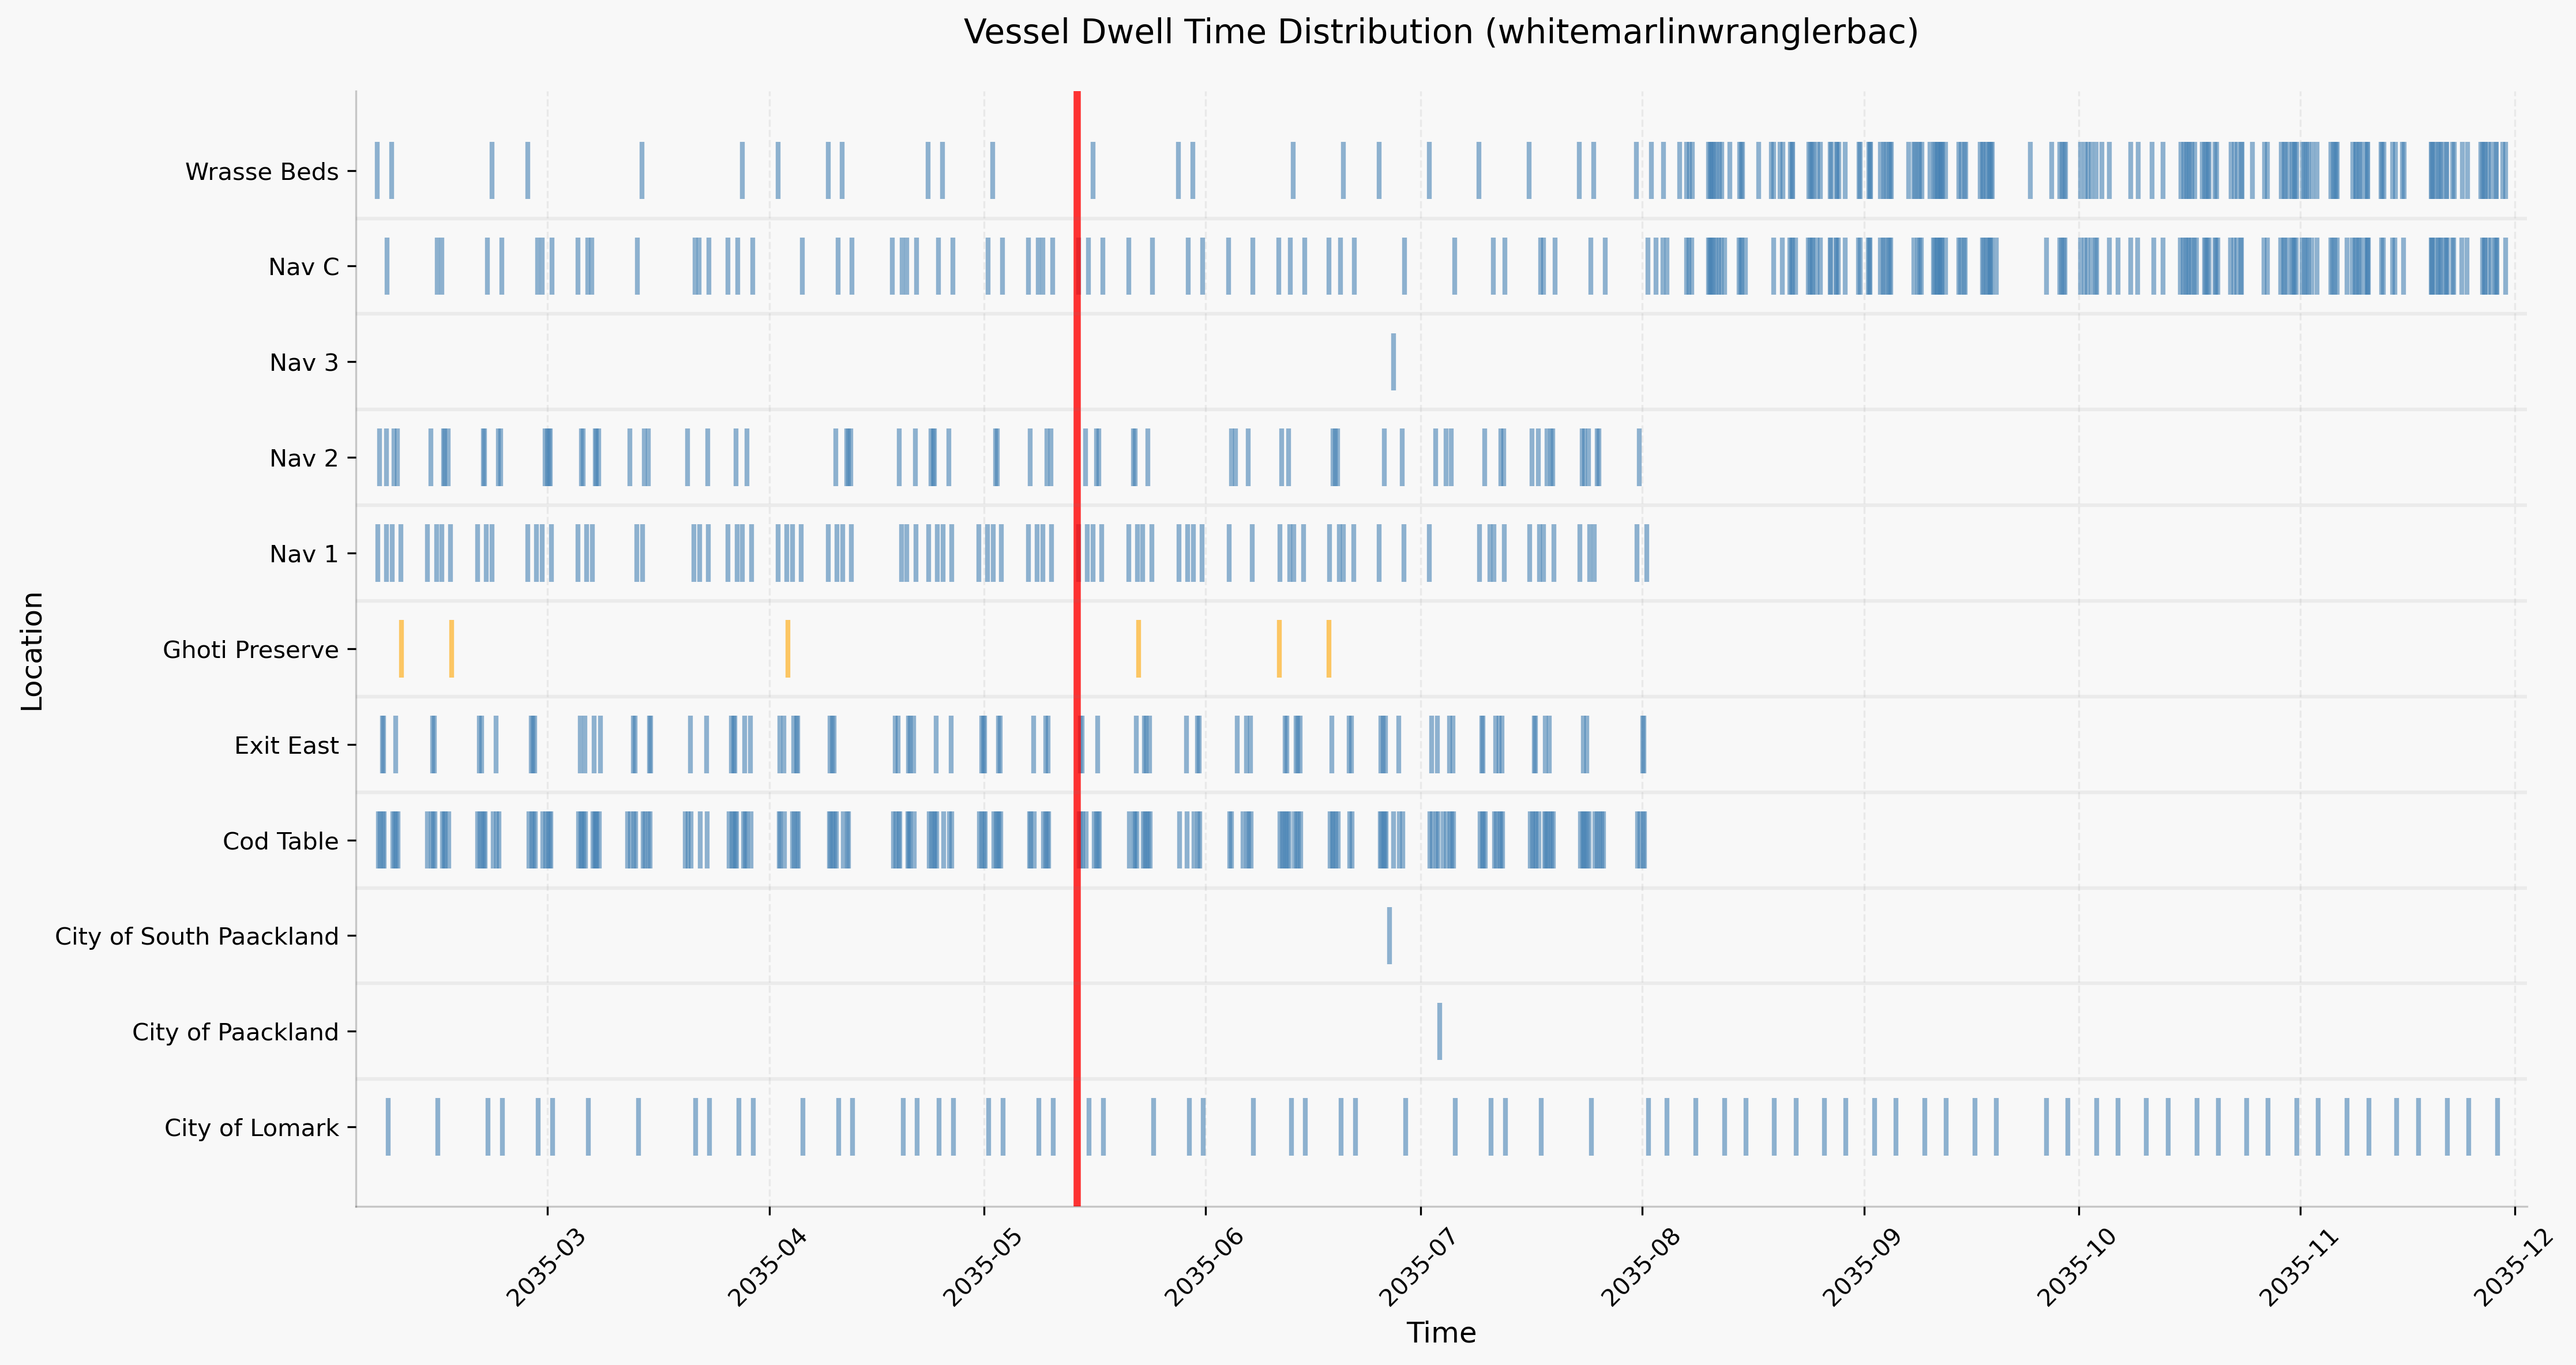 Vessel Dwell Time Distribution (whitemarlinwranglerbac)
Location
Wrasse Beds
Nav C
Nav 3
Nav 2
Nav 1
Ghoti Preserve
Exit East
Cod Table
City of South Paackland
City of Paackland
City of Lomark
2035-03
2035-04
2035-05
2035-06
2035-07
2035-08
2035-09
2035-10
2035-11
2035-12
Time